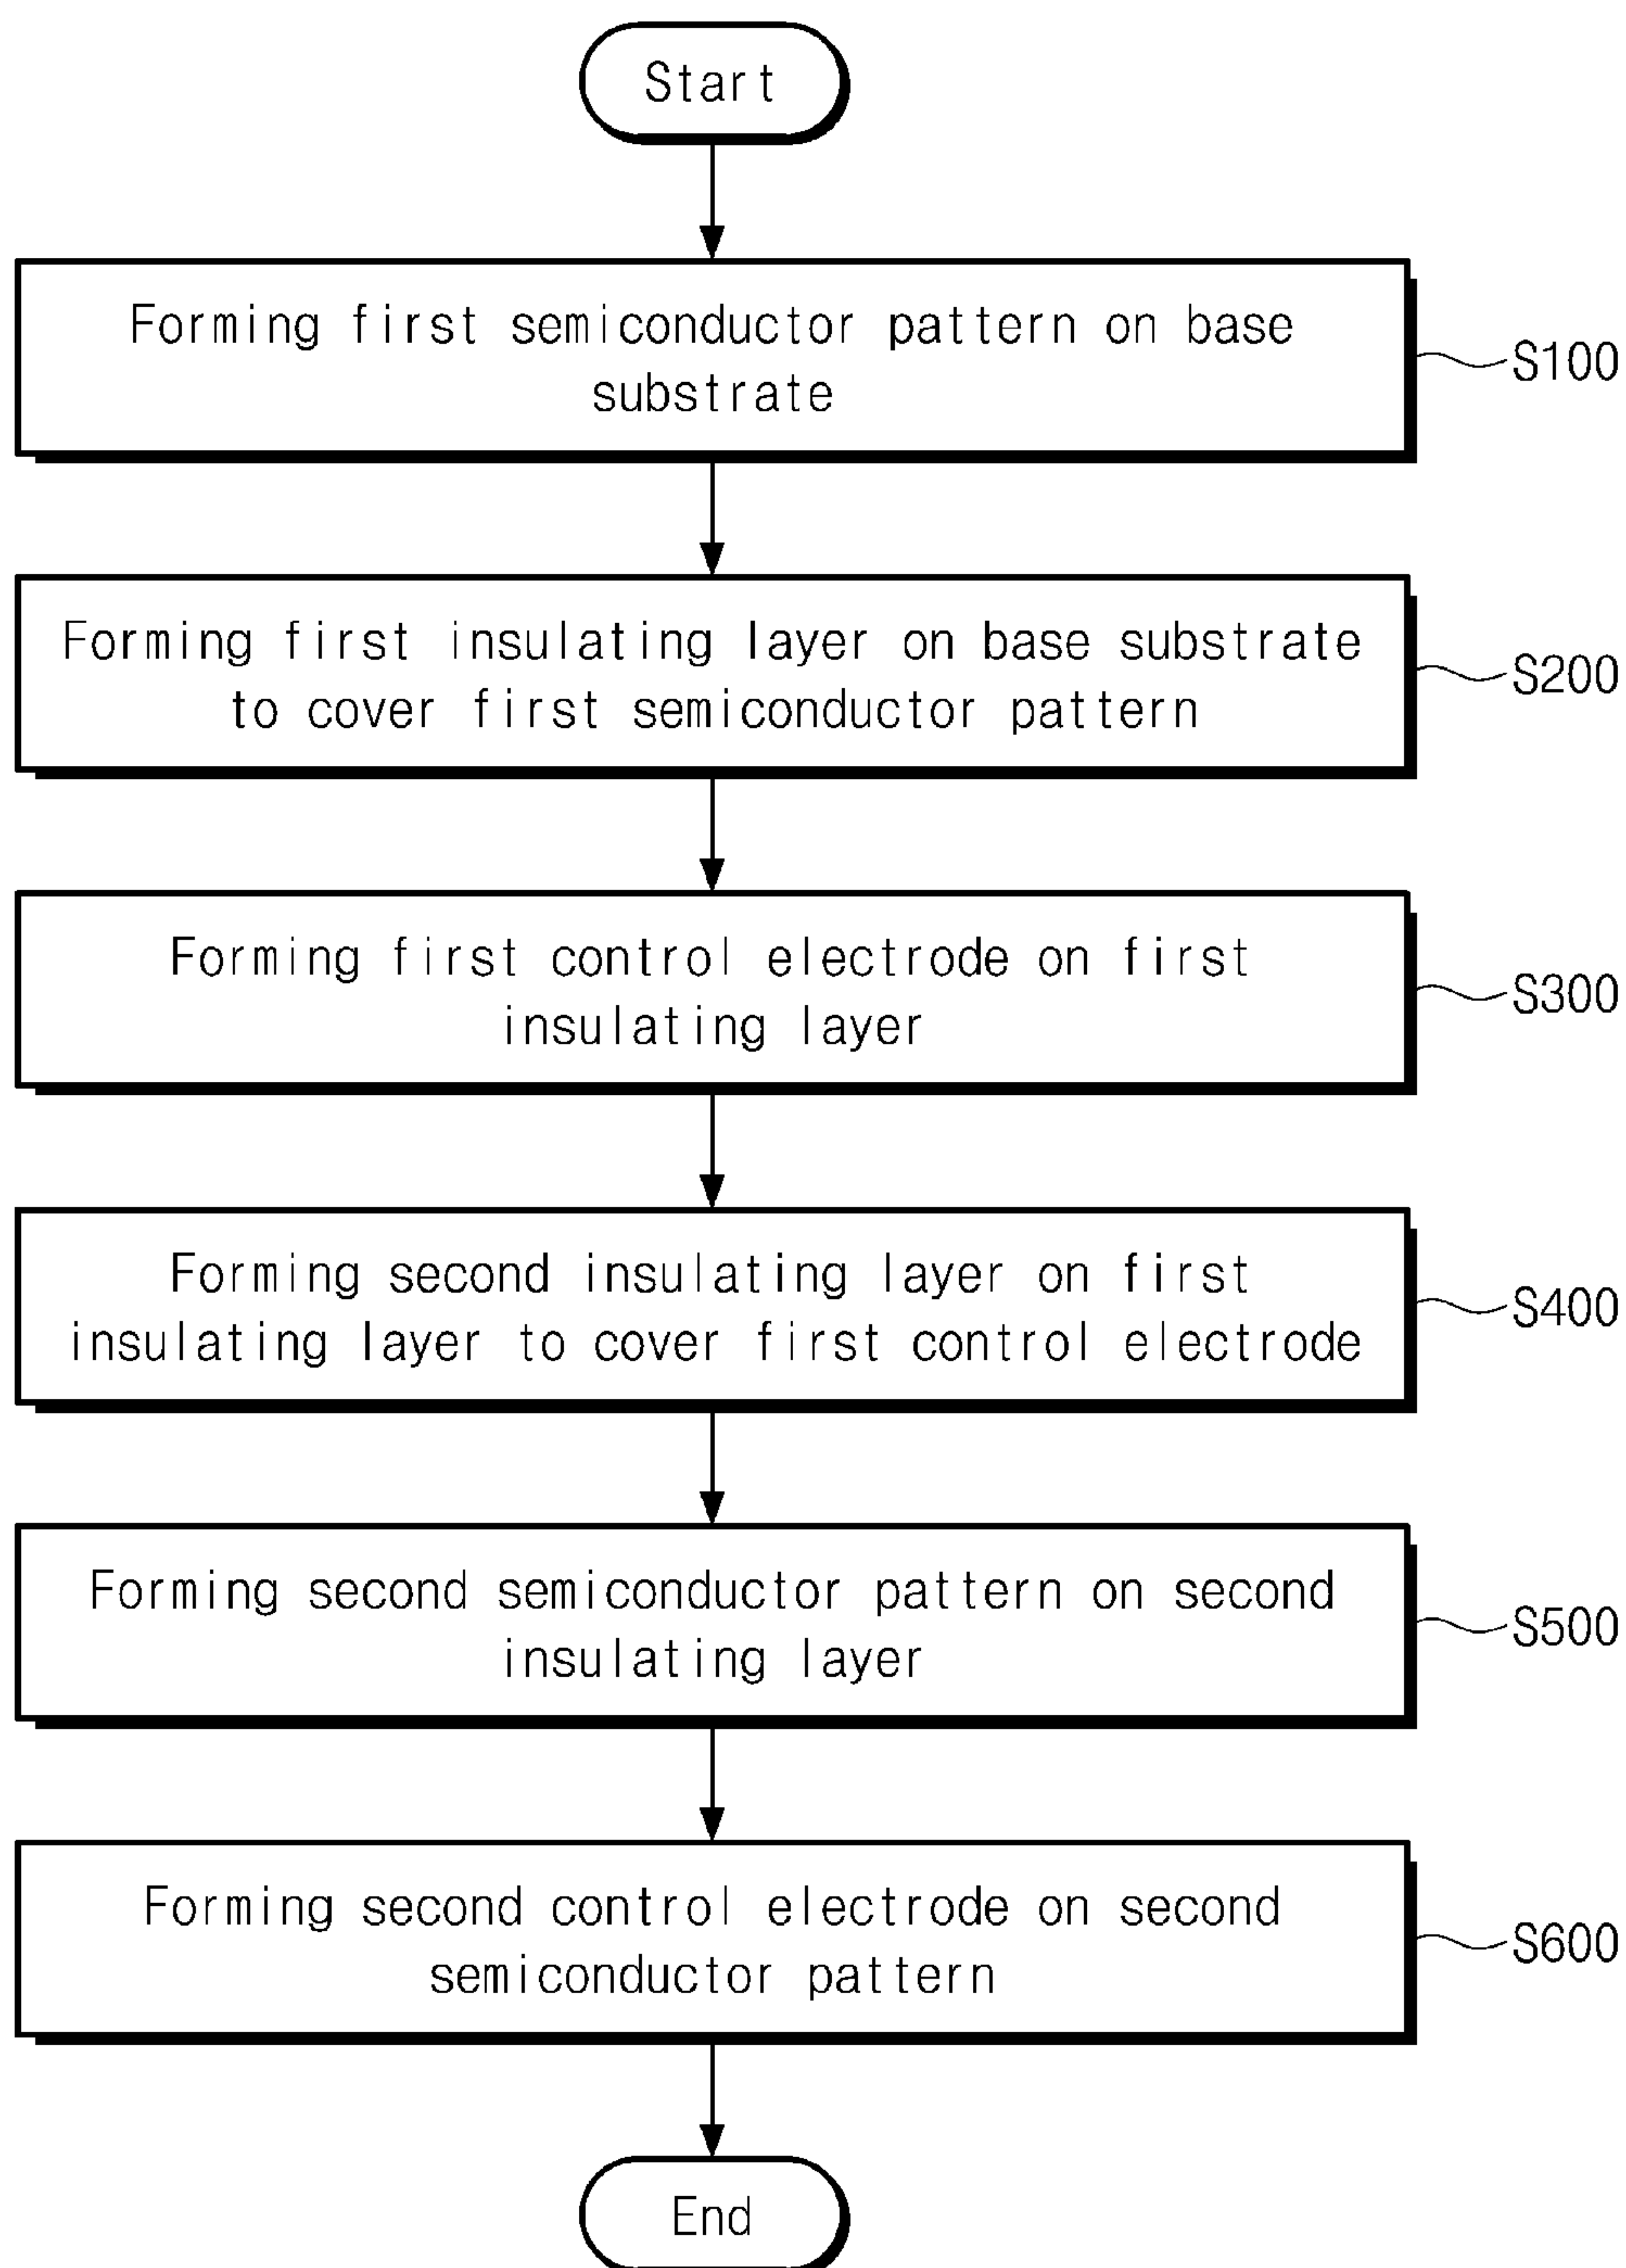 Start
Forming first semiconductor pattern on base
substrate
S100
Forming first insulating layer on base substrate
to cover first semiconductor pattern
S200
Forming first control electrode on first
insulating layer
S300
Forming second insulating layer on first
insulating layer to cover first control electrode
S400
Forming second semiconductor pattern on second
insulating layer
S500
Forming second control electrode on second
semiconductor pattern
S600
End